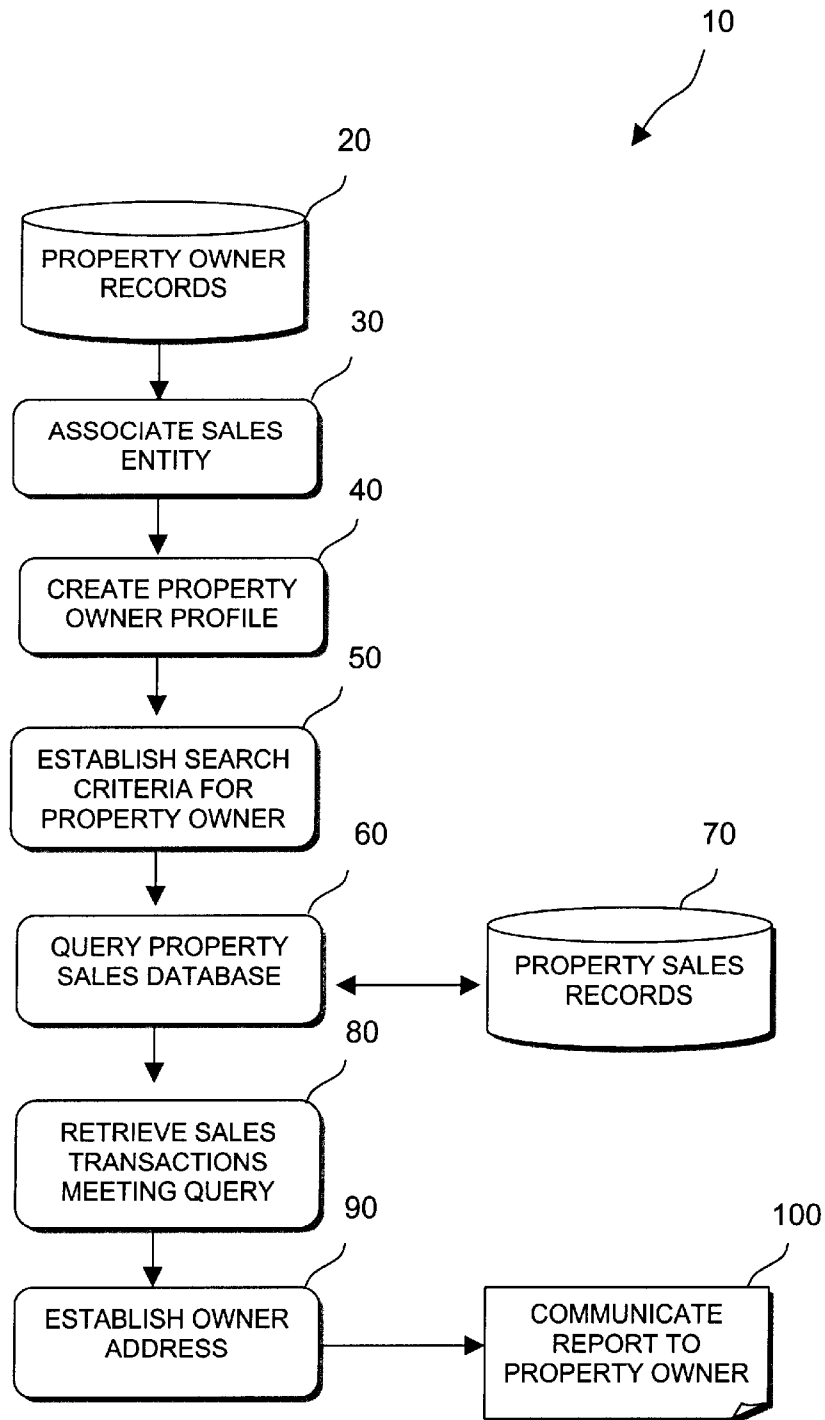 10
20
PROPERTY OWNER
RECORDS
30
ASSOCIATE SALES
ENTITY
40
CREATE PROPERTY
OWNER PROFILE
50
ESTABLISH SEARCH
CRITERIA FOR
PROPERTY OWNER
60
QUERY PROPERTY
SALES DATABASE
70
PROPERTY SALES
RECORDS
80
RETRIEVE SALES
TRANSACTIONS
MEETING QUERY
90
ESTABLISH OWNER
ADDRESS
100
COMMUNICATE
REPORT TO
PROPERTY OWNER